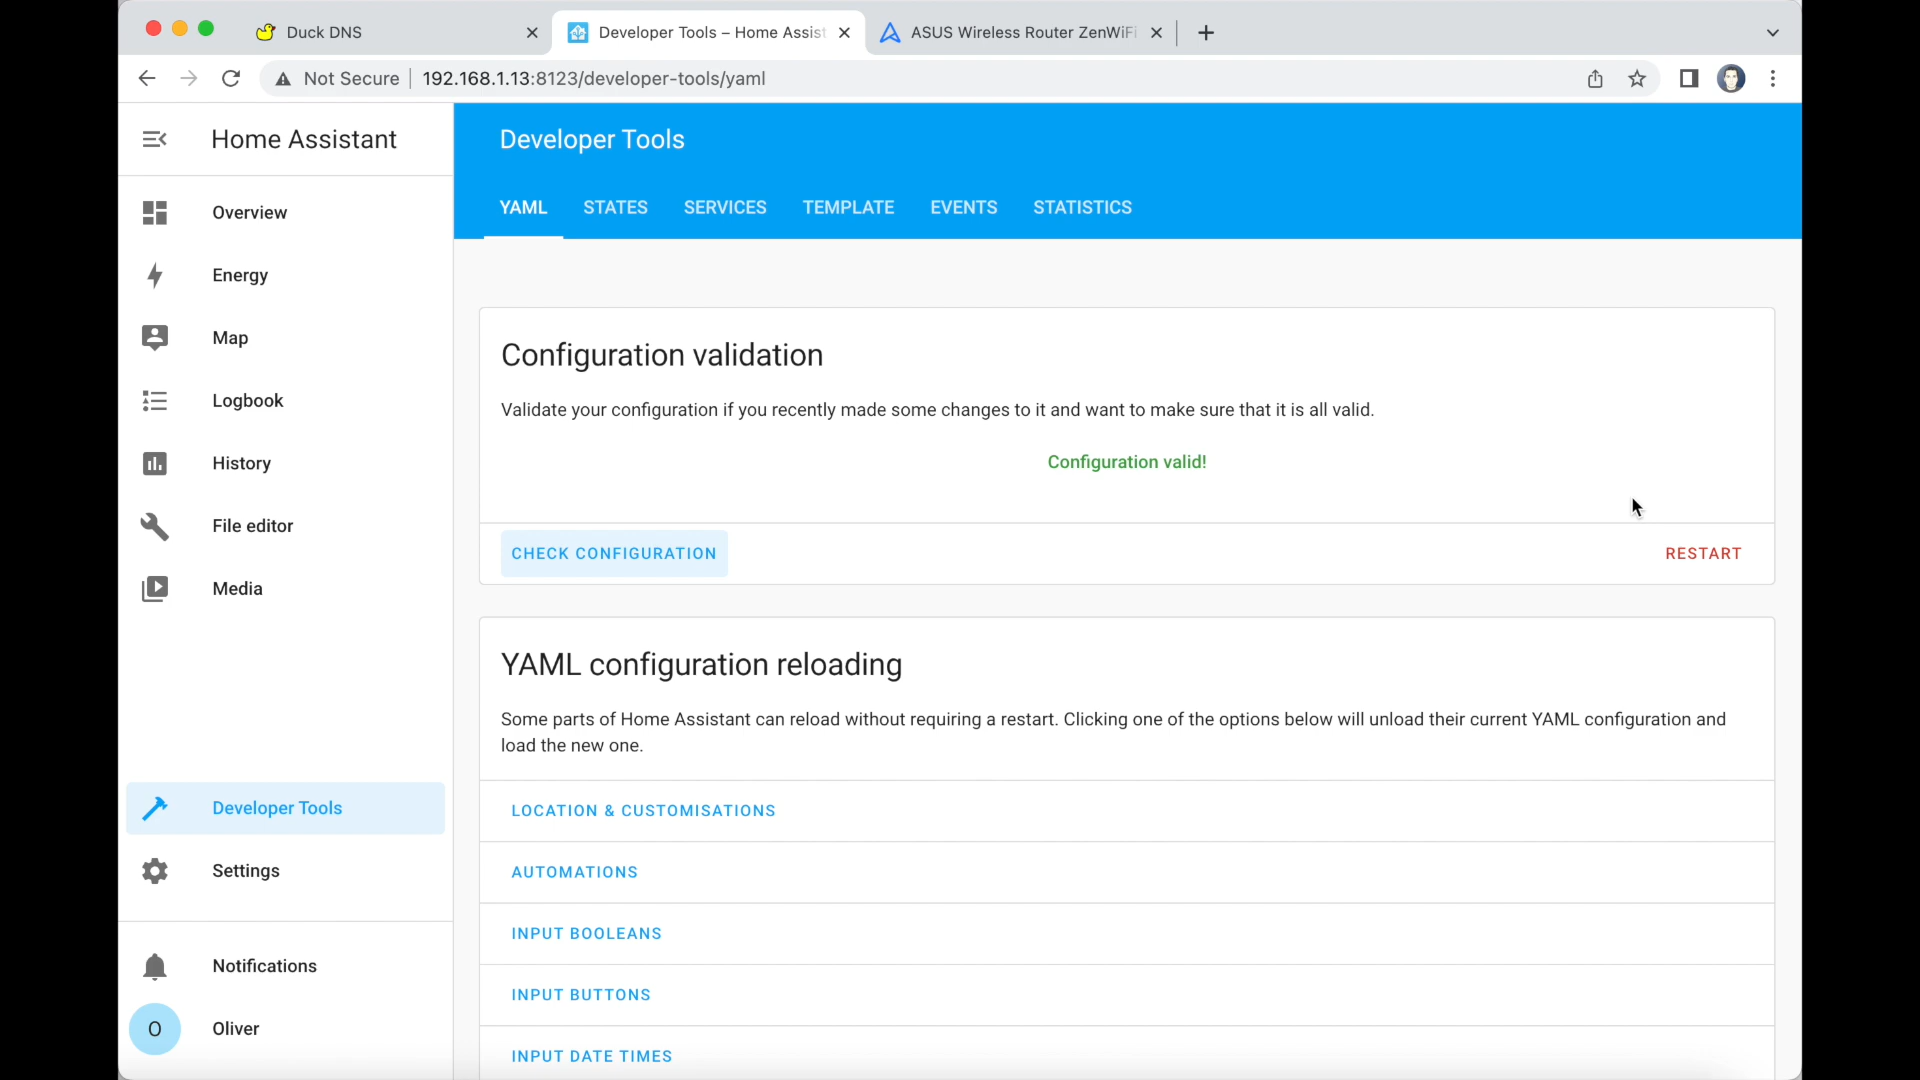 Duck DNS
Developer Tools – Home Assist
ASUS Wireless Router ZenWiFi
Not Secure
192.168.1.13:8123/developer-tools/yaml
Home Assistant
Overview
Energy
Map
Logbook
History
File editor
Media
Developer Tools
Settings
Notifications
O
Oliver
Developer Tools
YAML
STATES
SERVICES
TEMPLATE
EVENTS
STATISTICS
Configuration validation
Validate your configuration if you recently made some changes to it and want to make sure that it is all valid.
Configuration valid!
CHECK CONFIGURATION
RESTART
YAML configuration reloading
Some parts of Home Assistant can reload without requiring a restart. Clicking one of the options below will unload their current YAML configuration and
load the new one.
LOCATION & CUSTOMISATIONS
AUTOMATIONS
INPUT BOOLEANS
INPUT BUTTONS
INPUT DATE TIMES